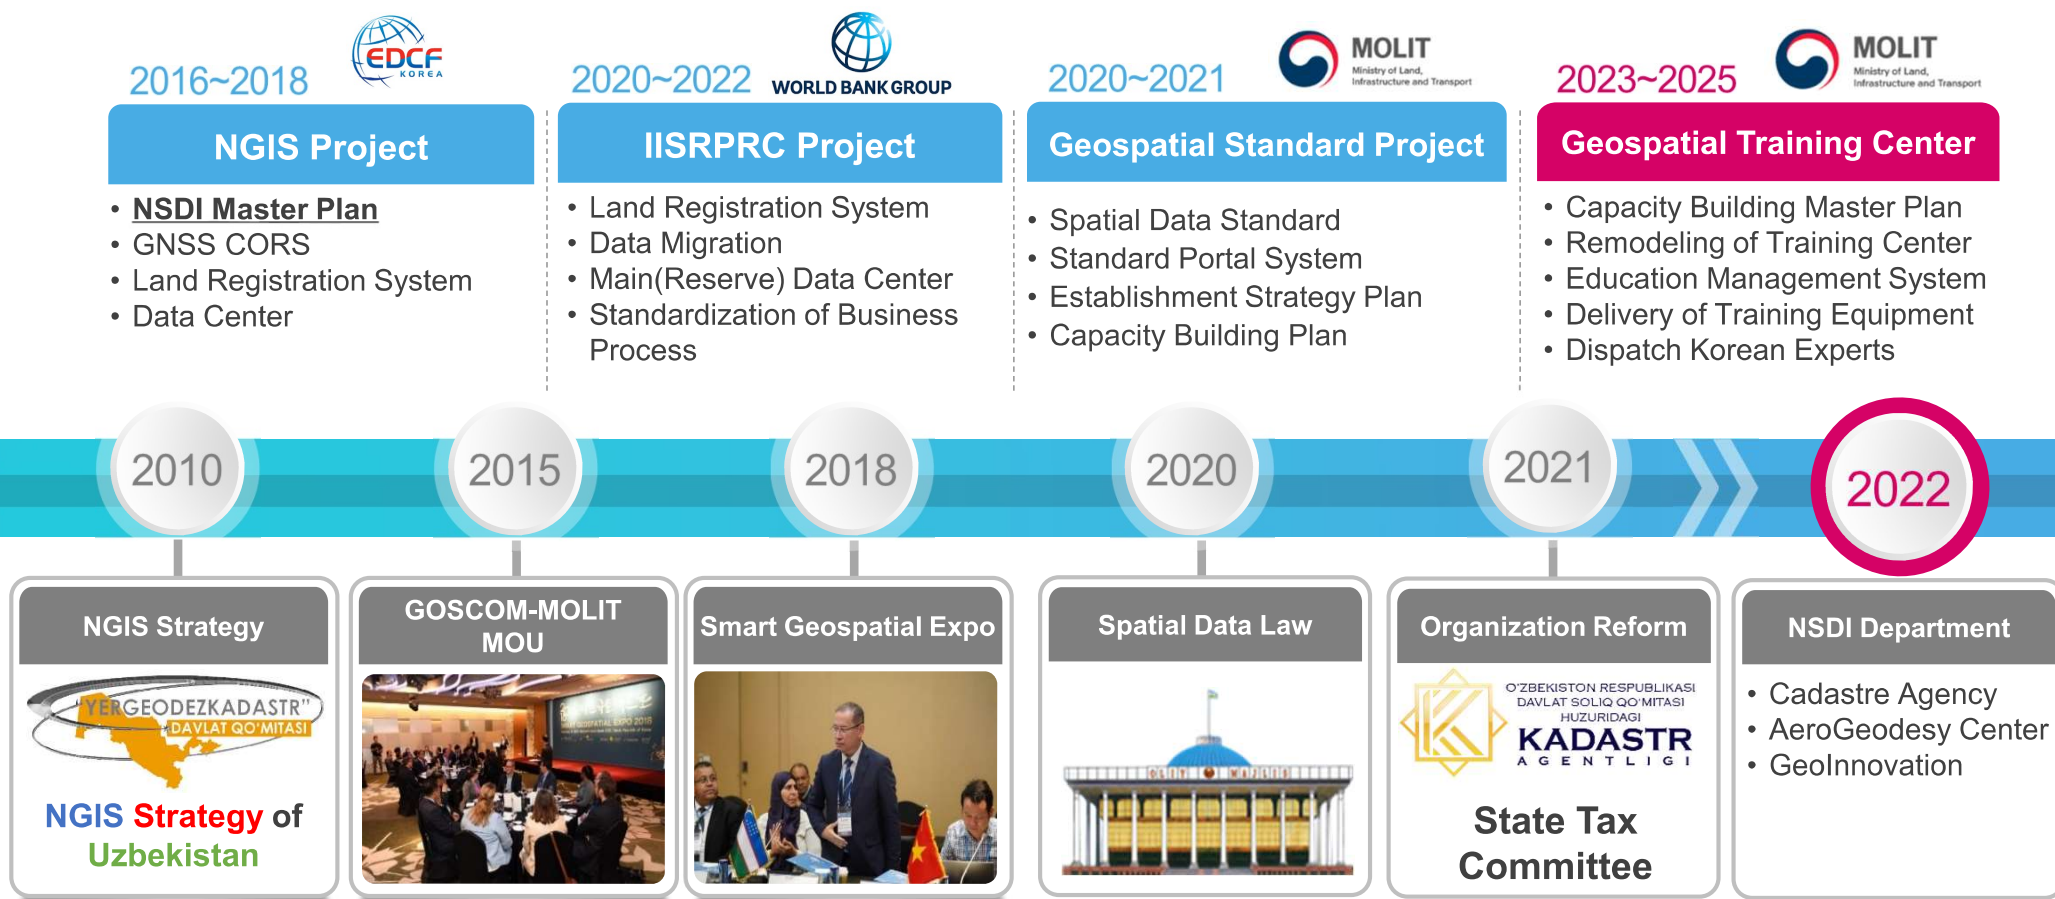 2016~2018
EDCF
KOREA
NGIS Project
• NSDI Master Plan
• GNSS CORS
• Land Registration System
• Data Center
2020~2022
WORLD BANK GROUP
IISRPRC Project
• Land Registration System
• Data Migration
• Main(Reserve) Data Center
• Standardization of Business
Process
2020~2021
MOLIT
Ministry of Land,
Infrastructure and Transport
Geospatial Standard Project
• Spatial Data Standard
• Standard Portal System
• Establishment Strategy Plan
• Capacity Building Plan
2023~2025
MOLIT
Ministry of Land,
Infrastructure and Transport
Geospatial Training Center
• Capacity Building Master Plan
• Remodeling of Training Center
• Education Management System
• Delivery of Training Equipment
• Dispatch Korean Experts
2010
2015
2018
2020
2021
2022
NGIS Strategy
"YERGEODEZKADASTR"
DAVLAT QO'MITASI
NGIS Strategy of
Uzbekistan
GOSCOM-MOLIT
MOU
SMART GEOSPATIAL EXPO 2018
Smart Geospatial Expo
Spatial Data Law
OLIY MAJLIS
Organization Reform
O'ZBEKISTON RESPUBLIKASI
DAVLAT SOLIQ QO'MITASI
HUZURIDAGI
KADASTR
AGENTLIGI
State Tax
Committee
NSDI Department
• Cadastre Agency
• AeroGeodesy Center
• GeoInnovation